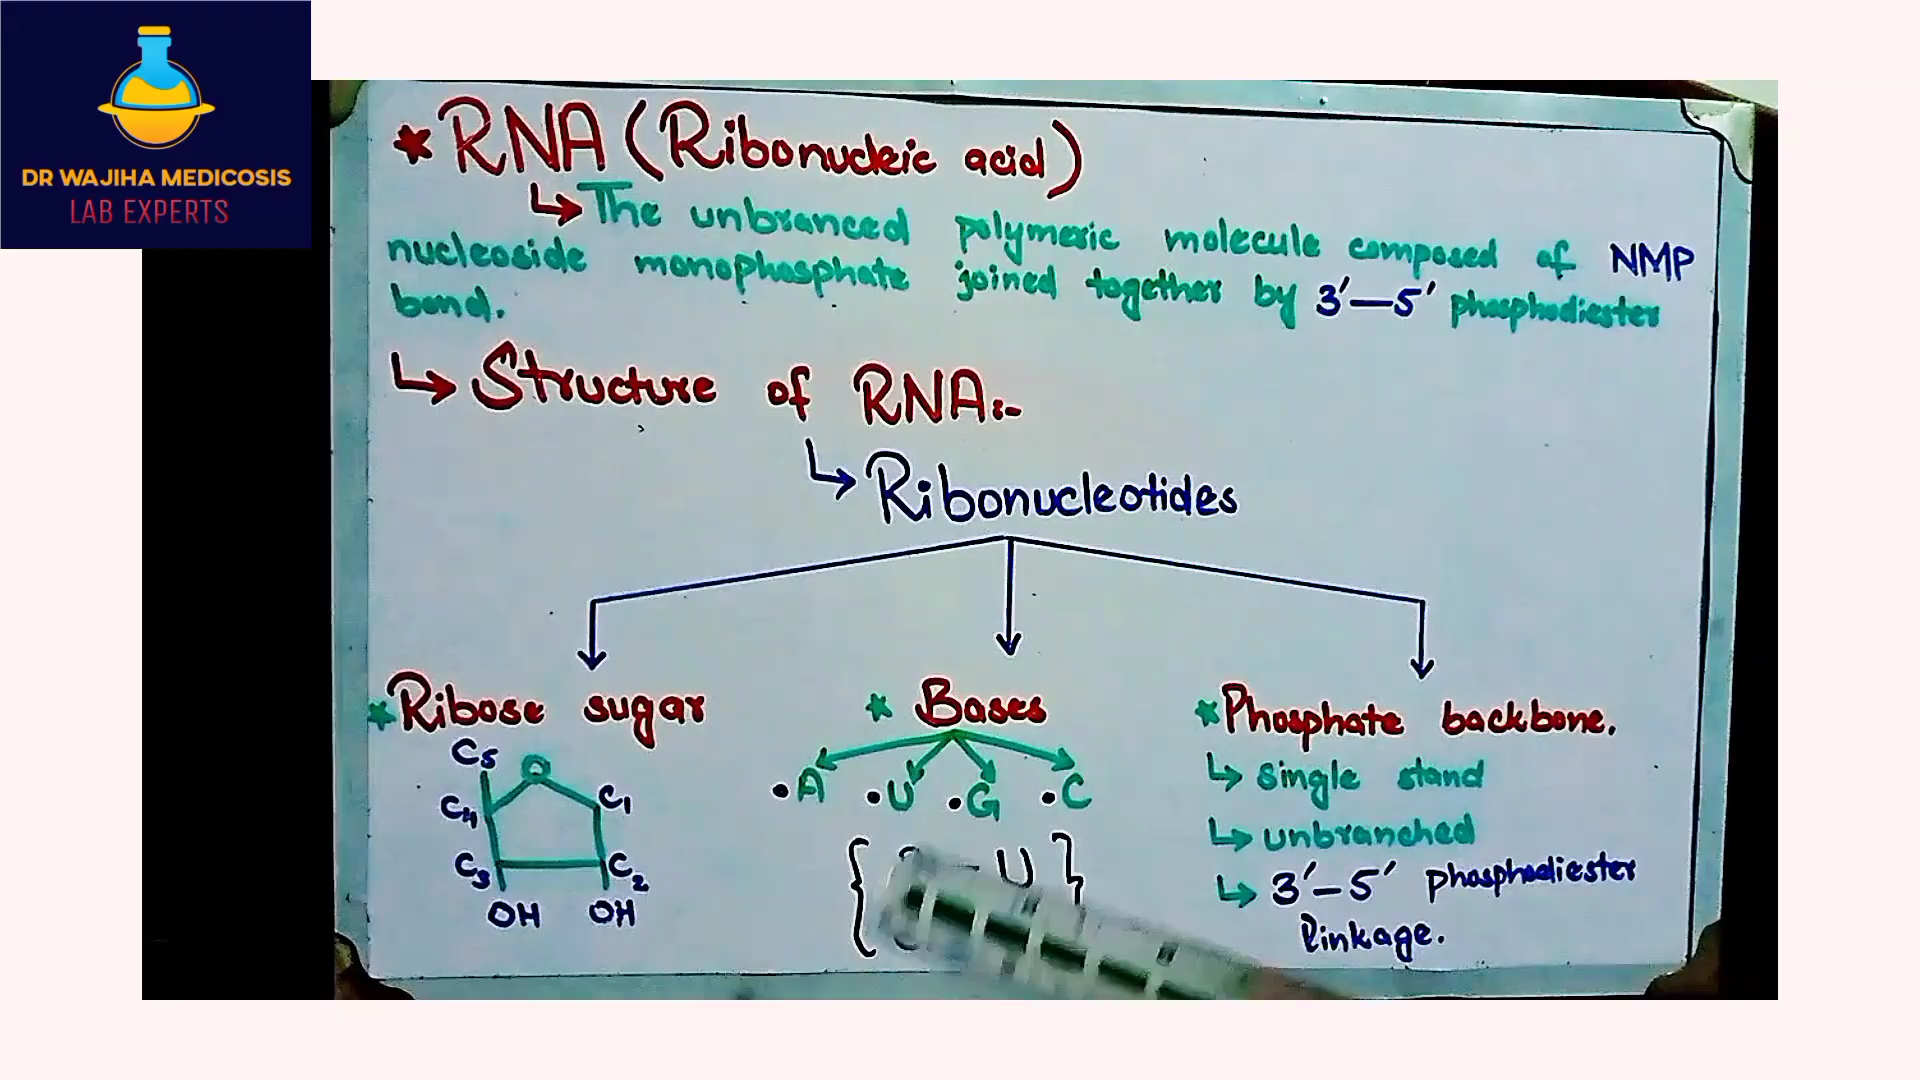 DR WAJIHA MEDICOSIS
LAB EXPERTS
* RNA (Ribonucleic acid)
↳ The unbranced polymeric molecule composed of NMP
nucleoside monophosphate joined together by 3'—5' phosphodiester
bond.
↳ Structure of RNA:-
↳ Ribonucleotides
* Ribose sugar
C5
O
C4
C1
C3
C2
OH OH
* Bases
• A • U • G • C
{ – U }
* Phosphate backbone.
↳ single stand
↳ unbranched
↳ 3'–5' phosphodiester
linkage.